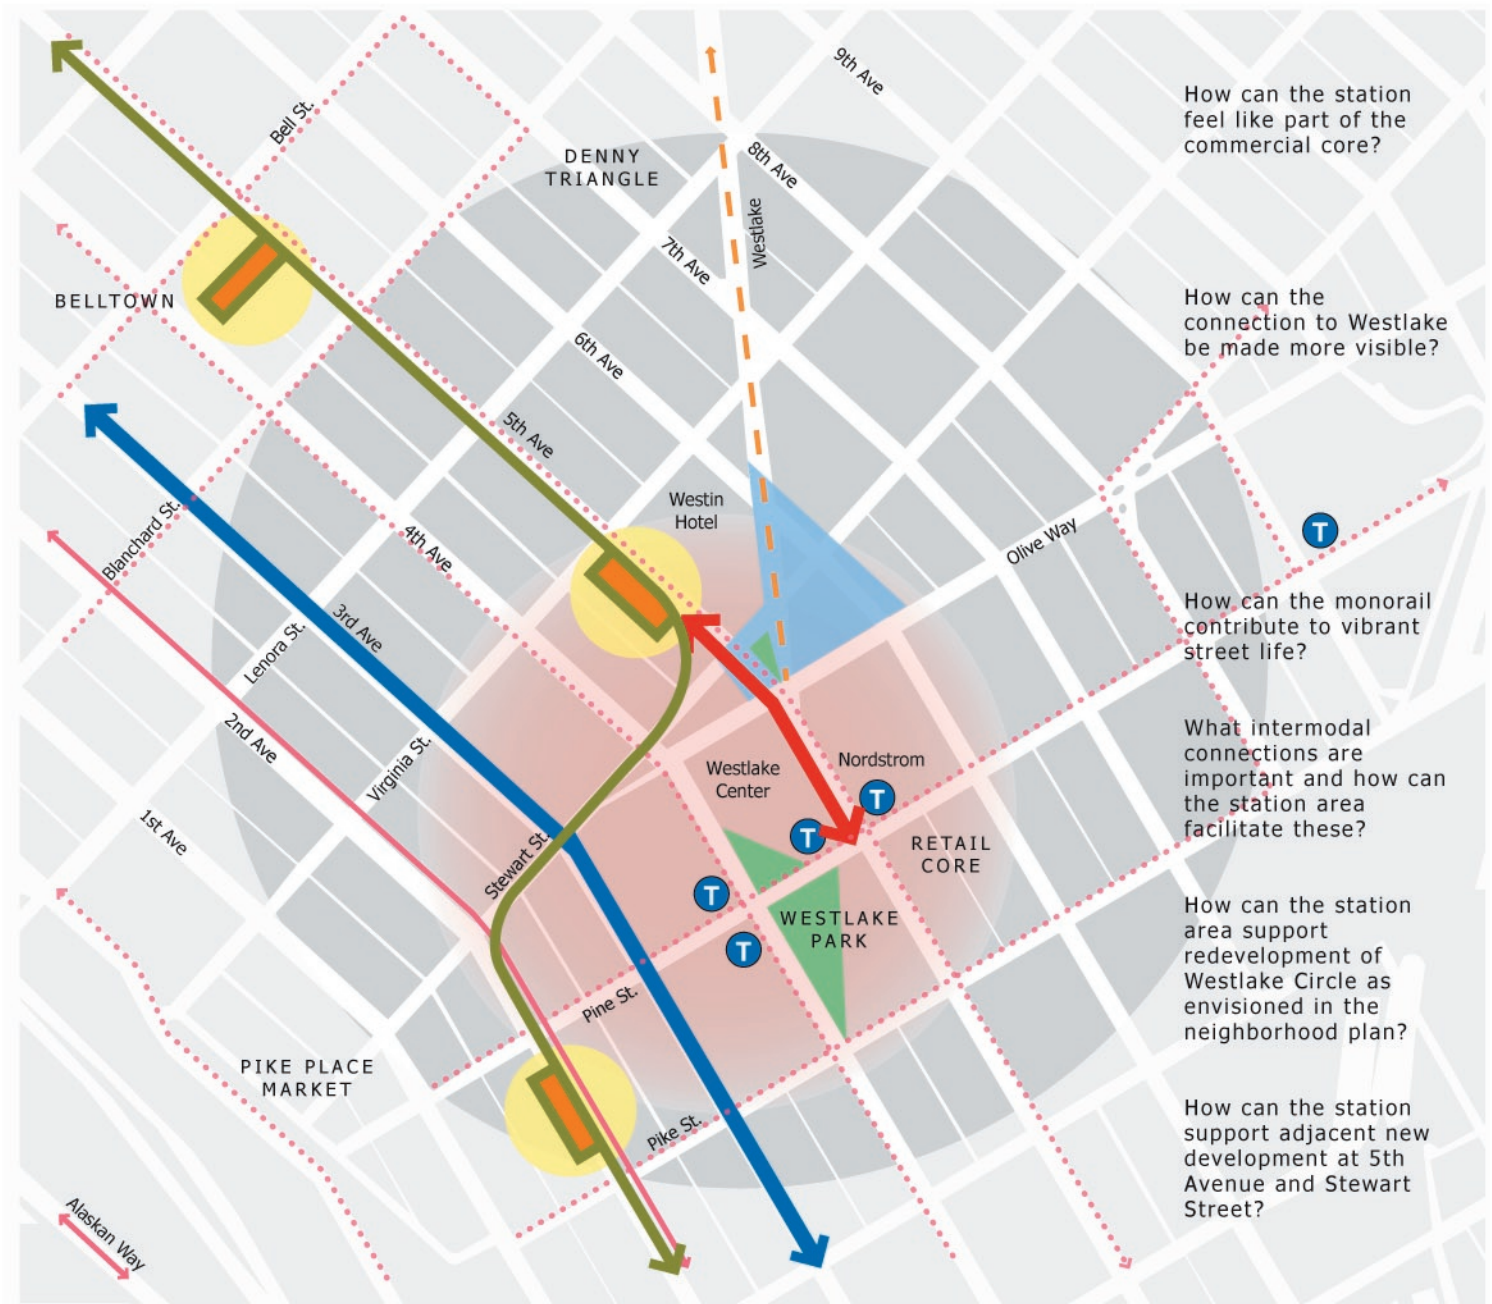 9th Ave
Bell St.
DENNY
TRIANGLE
8th Ave
Westlake
7th Ave
BELLTOWN
6th Ave
5th Ave
Westin
Hotel
4th Ave
Blanchard St.
Olive Way
T
3rd Ave
Lenora St.
2nd Ave
Virginia St.
Westlake
Center
Nordstrom
T
T
1st Ave
Stewart St.
RETAIL
CORE
T
WESTLAKE
PARK
T
Pine St.
PIKE PLACE
MARKET
Pike St.
Alaskan Way
How can the station
feel like part of the
commercial core?
How can the
connection to Westlake
be made more visible?
How can the monorail
contribute to vibrant
street life?
What intermodal
connections are
important and how can
the station area
facilitate these?
How can the station
area support
redevelopment of
Westlake Circle as
envisioned in the
neighborhood plan?
How can the station
support adjacent new
development at 5th
Avenue and Stewart
Street?